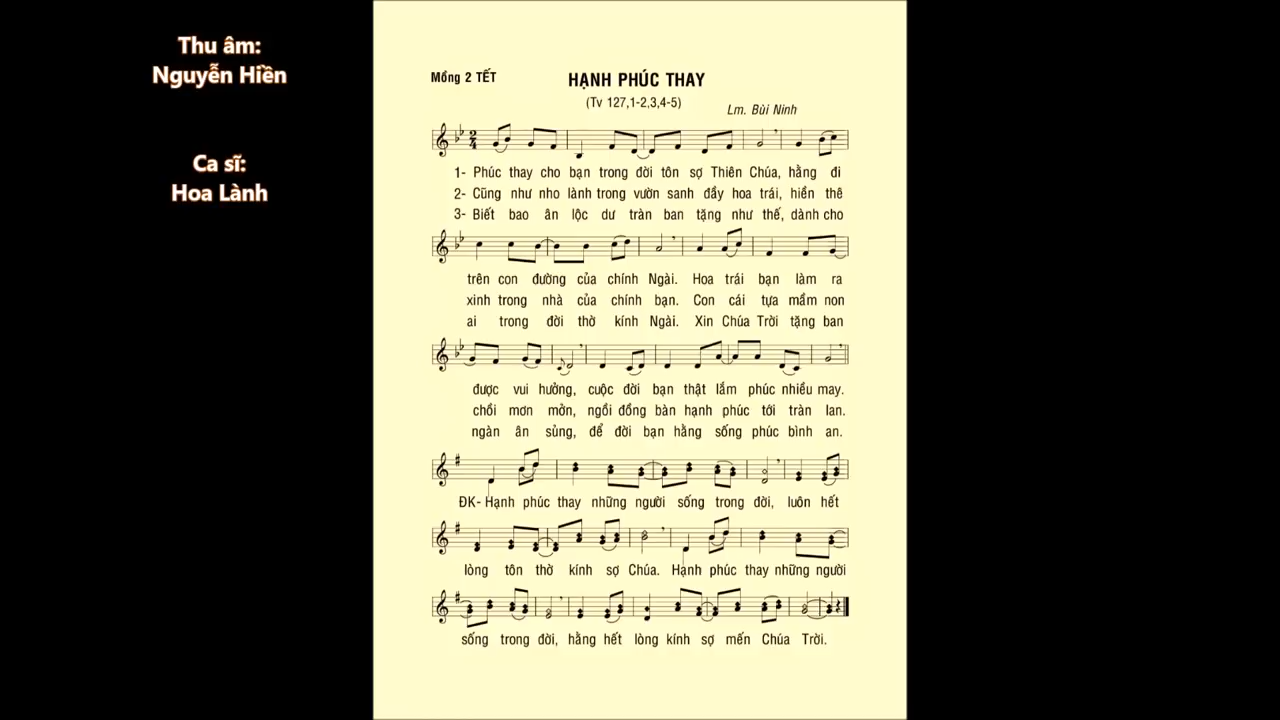 Thu âm:
Nguyễn Hiền
Ca sĩ:
Hoa Lành
Mồng 2 TẾT
HẠNH PHÚC THAY
(Tv 127,1-2,3,4-5)
Lm. Bùi Ninh
1- Phúc thay cho bạn trong đời tôn sợ Thiên Chúa, hằng đi
2- Cũng như nho lành trong vườn sanh đầy hoa trái, hiền thê
3- Biết bao ân lộc dư tràn ban tặng như thế, dành cho
trên con đường của chính Ngài. Hoa trái bạn làm ra
xinh trong nhà của chính bạn. Con cái tựa mầm non
ai trong đời thờ kính Ngài. Xin Chúa Trời tặng ban
được vui hưởng, cuộc đời bạn thật lắm phúc nhiều may.
chồi mơn mởn, ngồi đồng bàn hạnh phúc tới tràn lan.
ngàn ân sủng, để đời bạn hằng sống phúc bình an.
ĐK- Hạnh phúc thay những người sống trong đời, luôn hết
lòng tôn thờ kính sợ Chúa. Hạnh phúc thay những người
sống trong đời, hằng hết lòng kính sợ mến Chúa Trời.